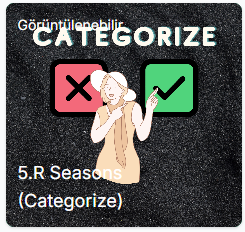 Görüntülenebilir
CATEGORIZE
5.R Seasons
(Categorize)